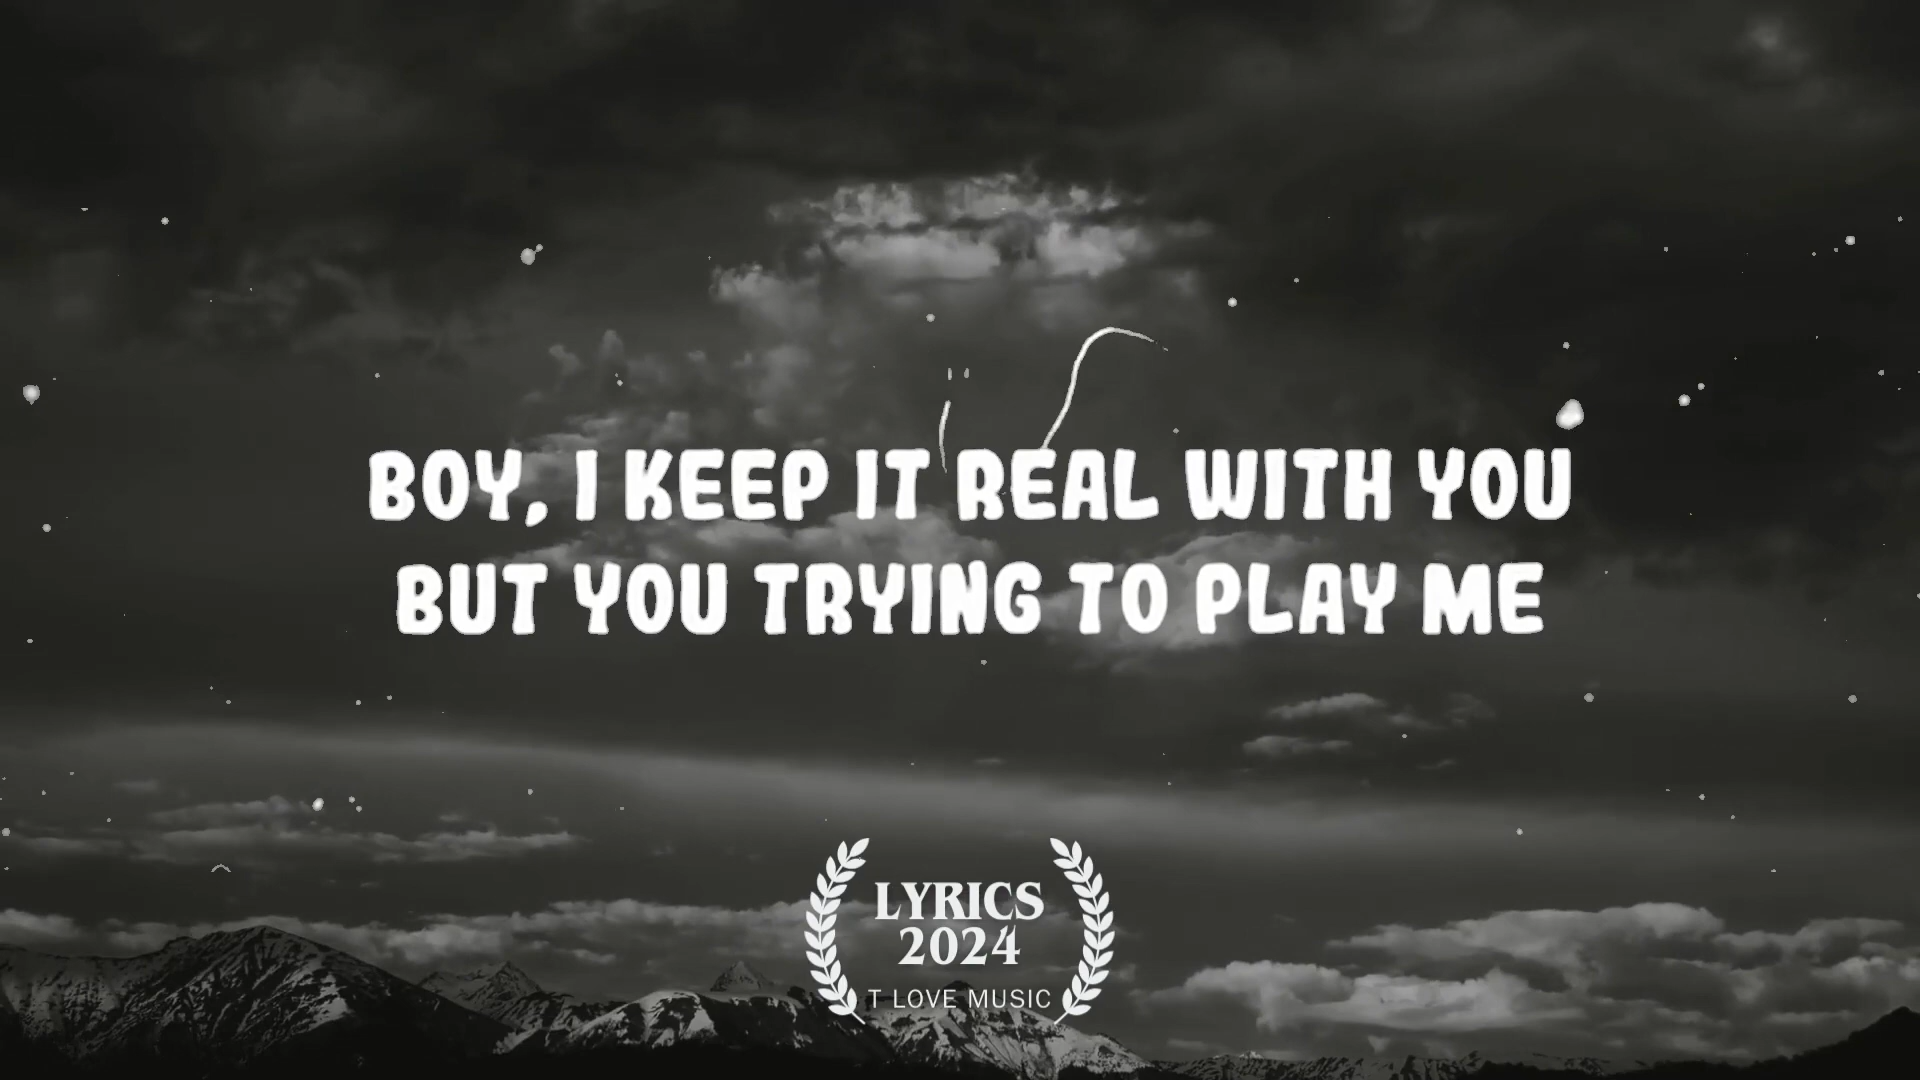 BOY, I KEEP IT REAL WITH YOU
BUT YOU TRYING TO PLAY ME
LYRICS
2024
T LOVE MUSIC